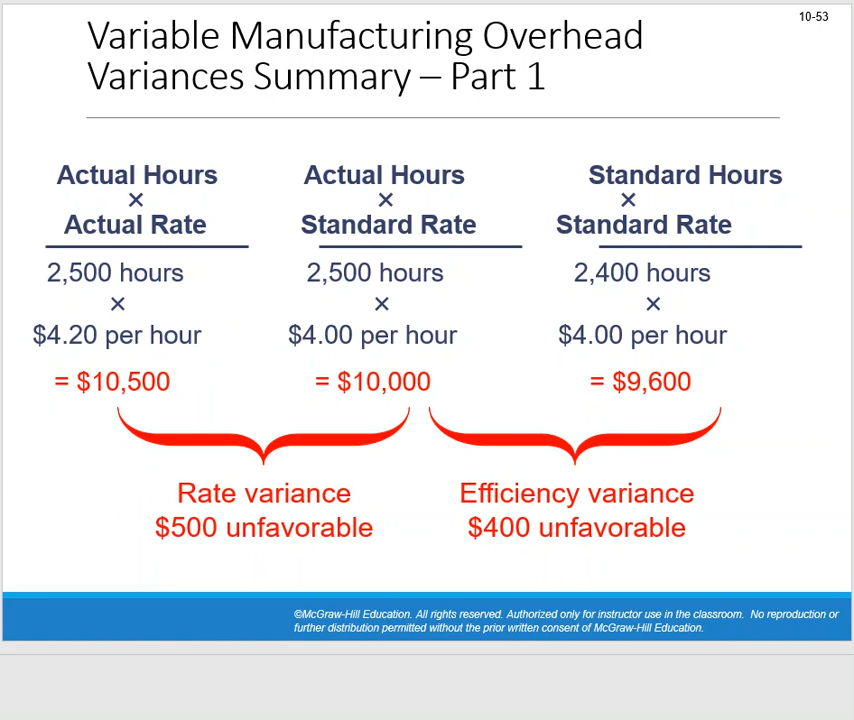 10-53
Variable Manufacturing Overhead
Variances Summary – Part 1
Actual Hours
×
Actual Rate
2,500 hours
×
$4.20 per hour
= $10,500
Actual Hours
×
Standard Rate
2,500 hours
×
$4.00 per hour
= $10,000
Standard Hours
×
Standard Rate
2,400 hours
×
$4.00 per hour
= $9,600
Rate variance
$500 unfavorable
Efficiency variance
$400 unfavorable
©McGraw-Hill Education. All rights reserved. Authorized only for instructor use in the classroom.  No reproduction or
further distribution permitted without the prior written consent of McGraw-Hill Education.